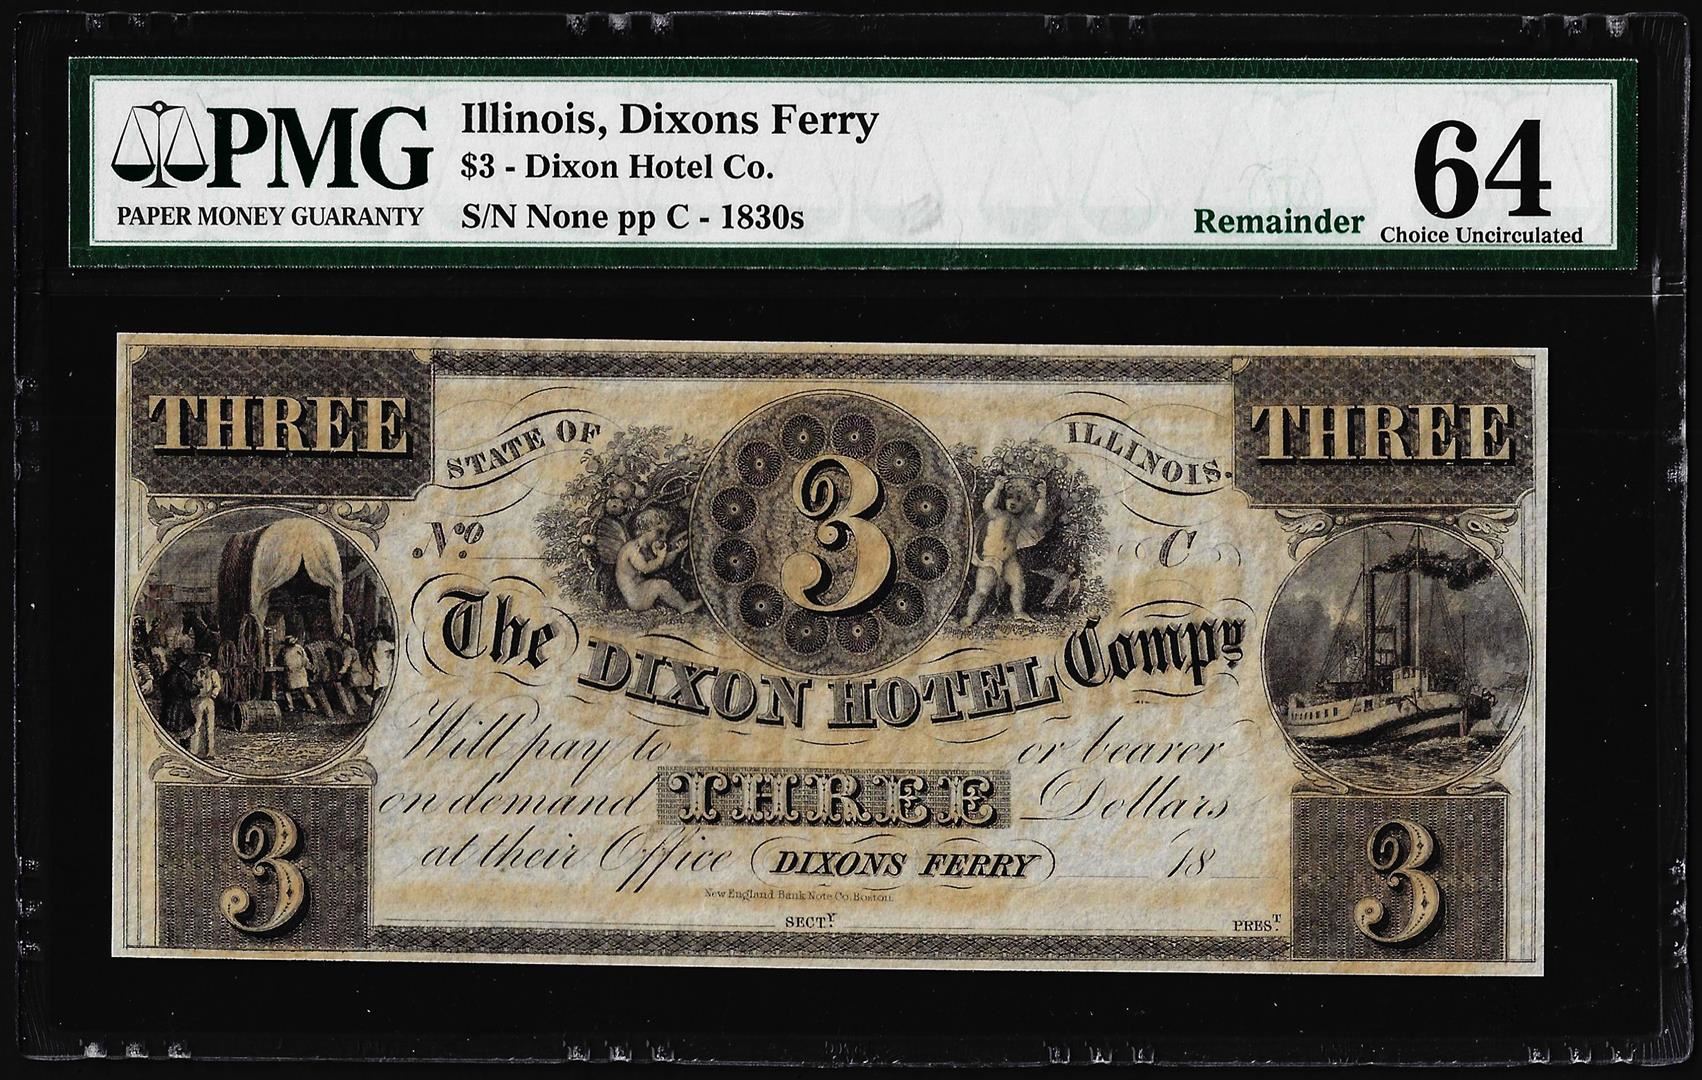 PMG
PAPER MONEY GUARANTY
Illinois, Dixons Ferry
$3 - Dixon Hotel Co.
S/N None pp C - 1830s
Remainder
64
Choice Uncirculated
THREE
THREE
STATE OF ILLINOIS.
3
No
C
The DIXON HOTEL Compy
Will pay to or bearer
on demand THREE Dollars
at their Office DIXONS FERRY 18
New England Bank Note Co. Boston.
SECTY.
PREST.
3
3